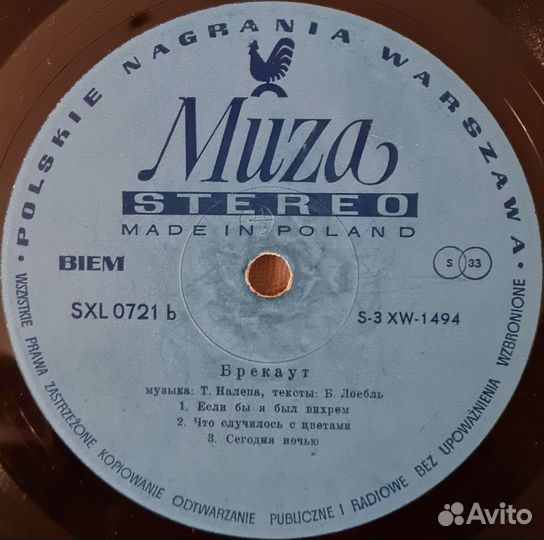 · POLSKIE NAGRANIA WARSZAWA ·
Muza
STEREO
MADE IN POLAND
BIEM
S 33
SXL 0721 b
S-3 XW-1494
Брекаут
музыка: Т. Налепа, тексты: Б. Лоебль
1. Если бы я был вихрем
2. Что случилось с цветами
3. Сегодня ночью
WSZYSTKIE PRAWA ZASTRZEŻONE KOPIOWANIE ODTWARZANIE PUBLICZNE I RADIOWE BEZ UPOWAŻNIENIA WZBRONIONE
Avito